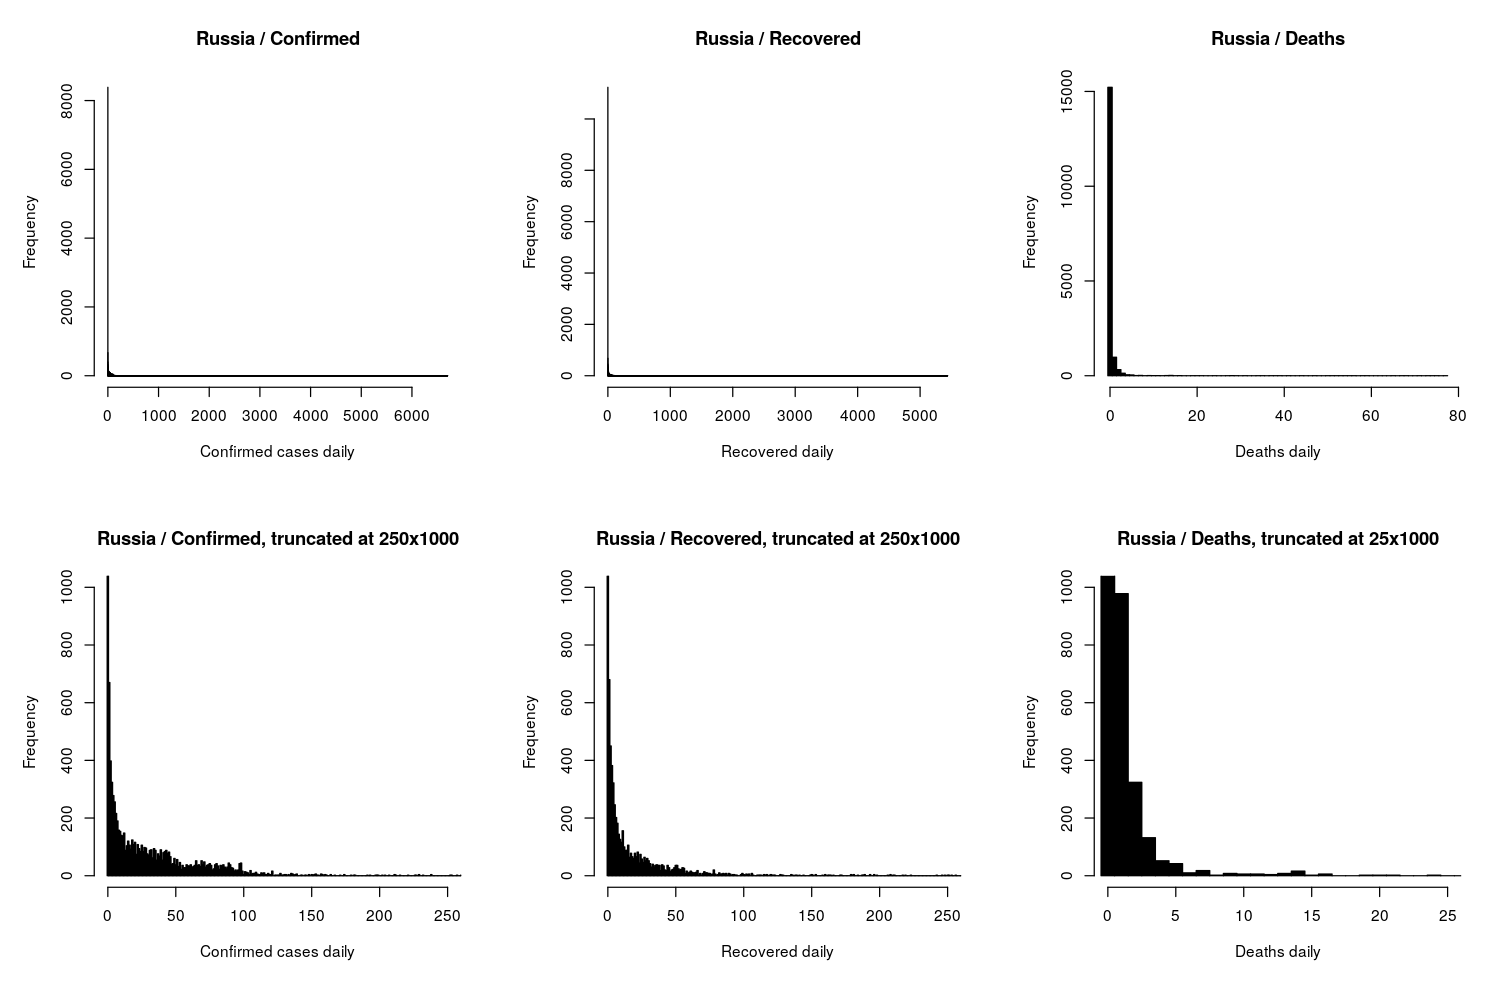 Russia / Confirmed
Frequency
8000
6000
4000
2000
0
0 1000 2000 3000 4000 5000 6000
Confirmed cases daily
Russia / Recovered
Frequency
8000
6000
4000
2000
0
0 1000 2000 3000 4000 5000
Recovered daily
Russia / Deaths
Frequency
15000
10000
5000
0
0 20 40 60 80
Deaths daily
Russia / Confirmed, truncated at 250x1000
Frequency
1000
800
600
400
200
0
0 50 100 150 200 250
Confirmed cases daily
Russia / Recovered, truncated at 250x1000
Frequency
1000
800
600
400
200
0
0 50 100 150 200 250
Recovered daily
Russia / Deaths, truncated at 25x1000
Frequency
1000
800
600
400
200
0
0 5 10 15 20 25
Deaths daily